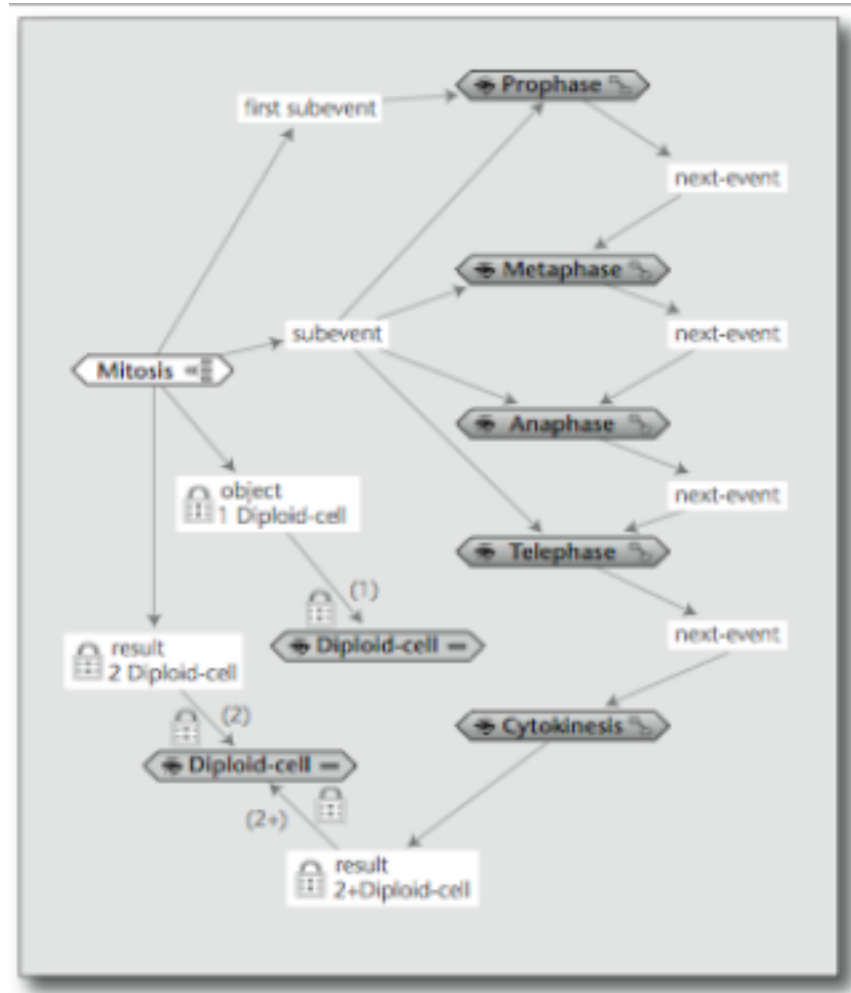 Prophase
first subevent
next-event
Metaphase
subevent
next-event
Mitosis
Anaphase
object
1 Diploid-cell
next-event
Telephase
(1)
Diploid-cell
next-event
result
2 Diploid-cell
(2)
Cytokinesis
Diploid-cell
(2+)
result
2+Diploid-cell